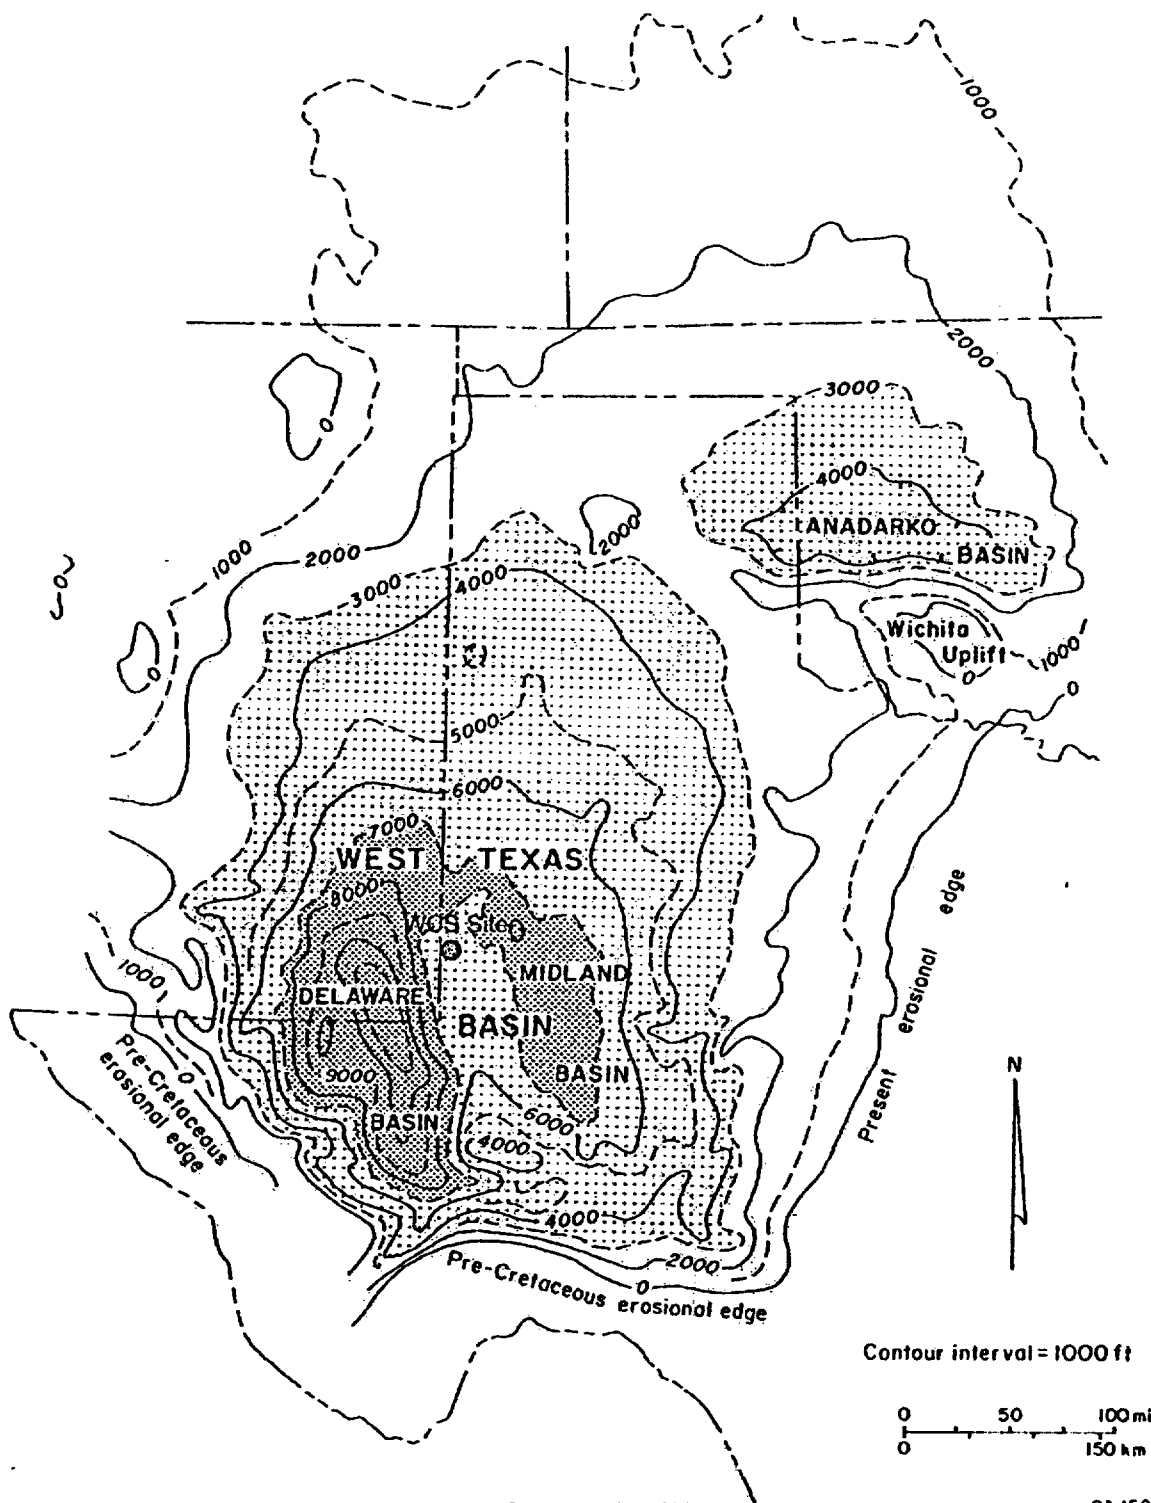 1000
2000
3000
4000
ANADARKO
BASIN
0
1000
2000
2000
3000
4000
0
Wichita
Uplift
1000
0
0
0
5000
6000
7000
WEST TEXAS
8000
WCS Site
MIDLAND
1000
DELAWARE
BASIN
Pre-Cretaceous
erosional edge
0
9000
BASIN
6000
BASIN
4000
Present erosional edge
N
4000
2000
0
Pre-Cretaceous erosional edge
Contour interval = 1000 ft
0 50 100 mi
0 150 km